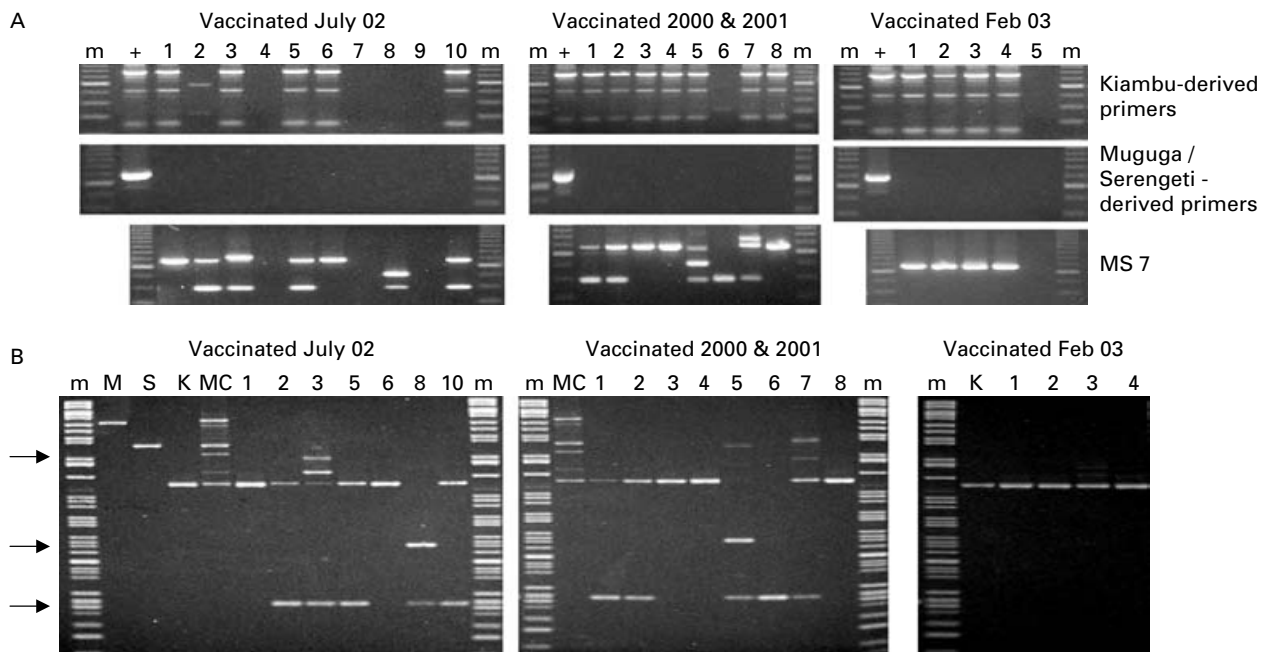 A
Vaccinated July 02
Vaccinated 2000 & 2001
Vaccinated Feb 03
m + 1 2 3 4 5 6 7 8 9 10 m
m + 1 2 3 4 5 6 7 8 m
m + 1 2 3 4 5 m
Kiambu-derived
primers
Muguga /
Serengeti -
derived primers
MS 7
B
Vaccinated July 02
Vaccinated 2000 & 2001
Vaccinated Feb 03
m M S K MC 1 2 3 5 6 8 10 m
m MC 1 2 3 4 5 6 7 8 m
m K 1 2 3 4